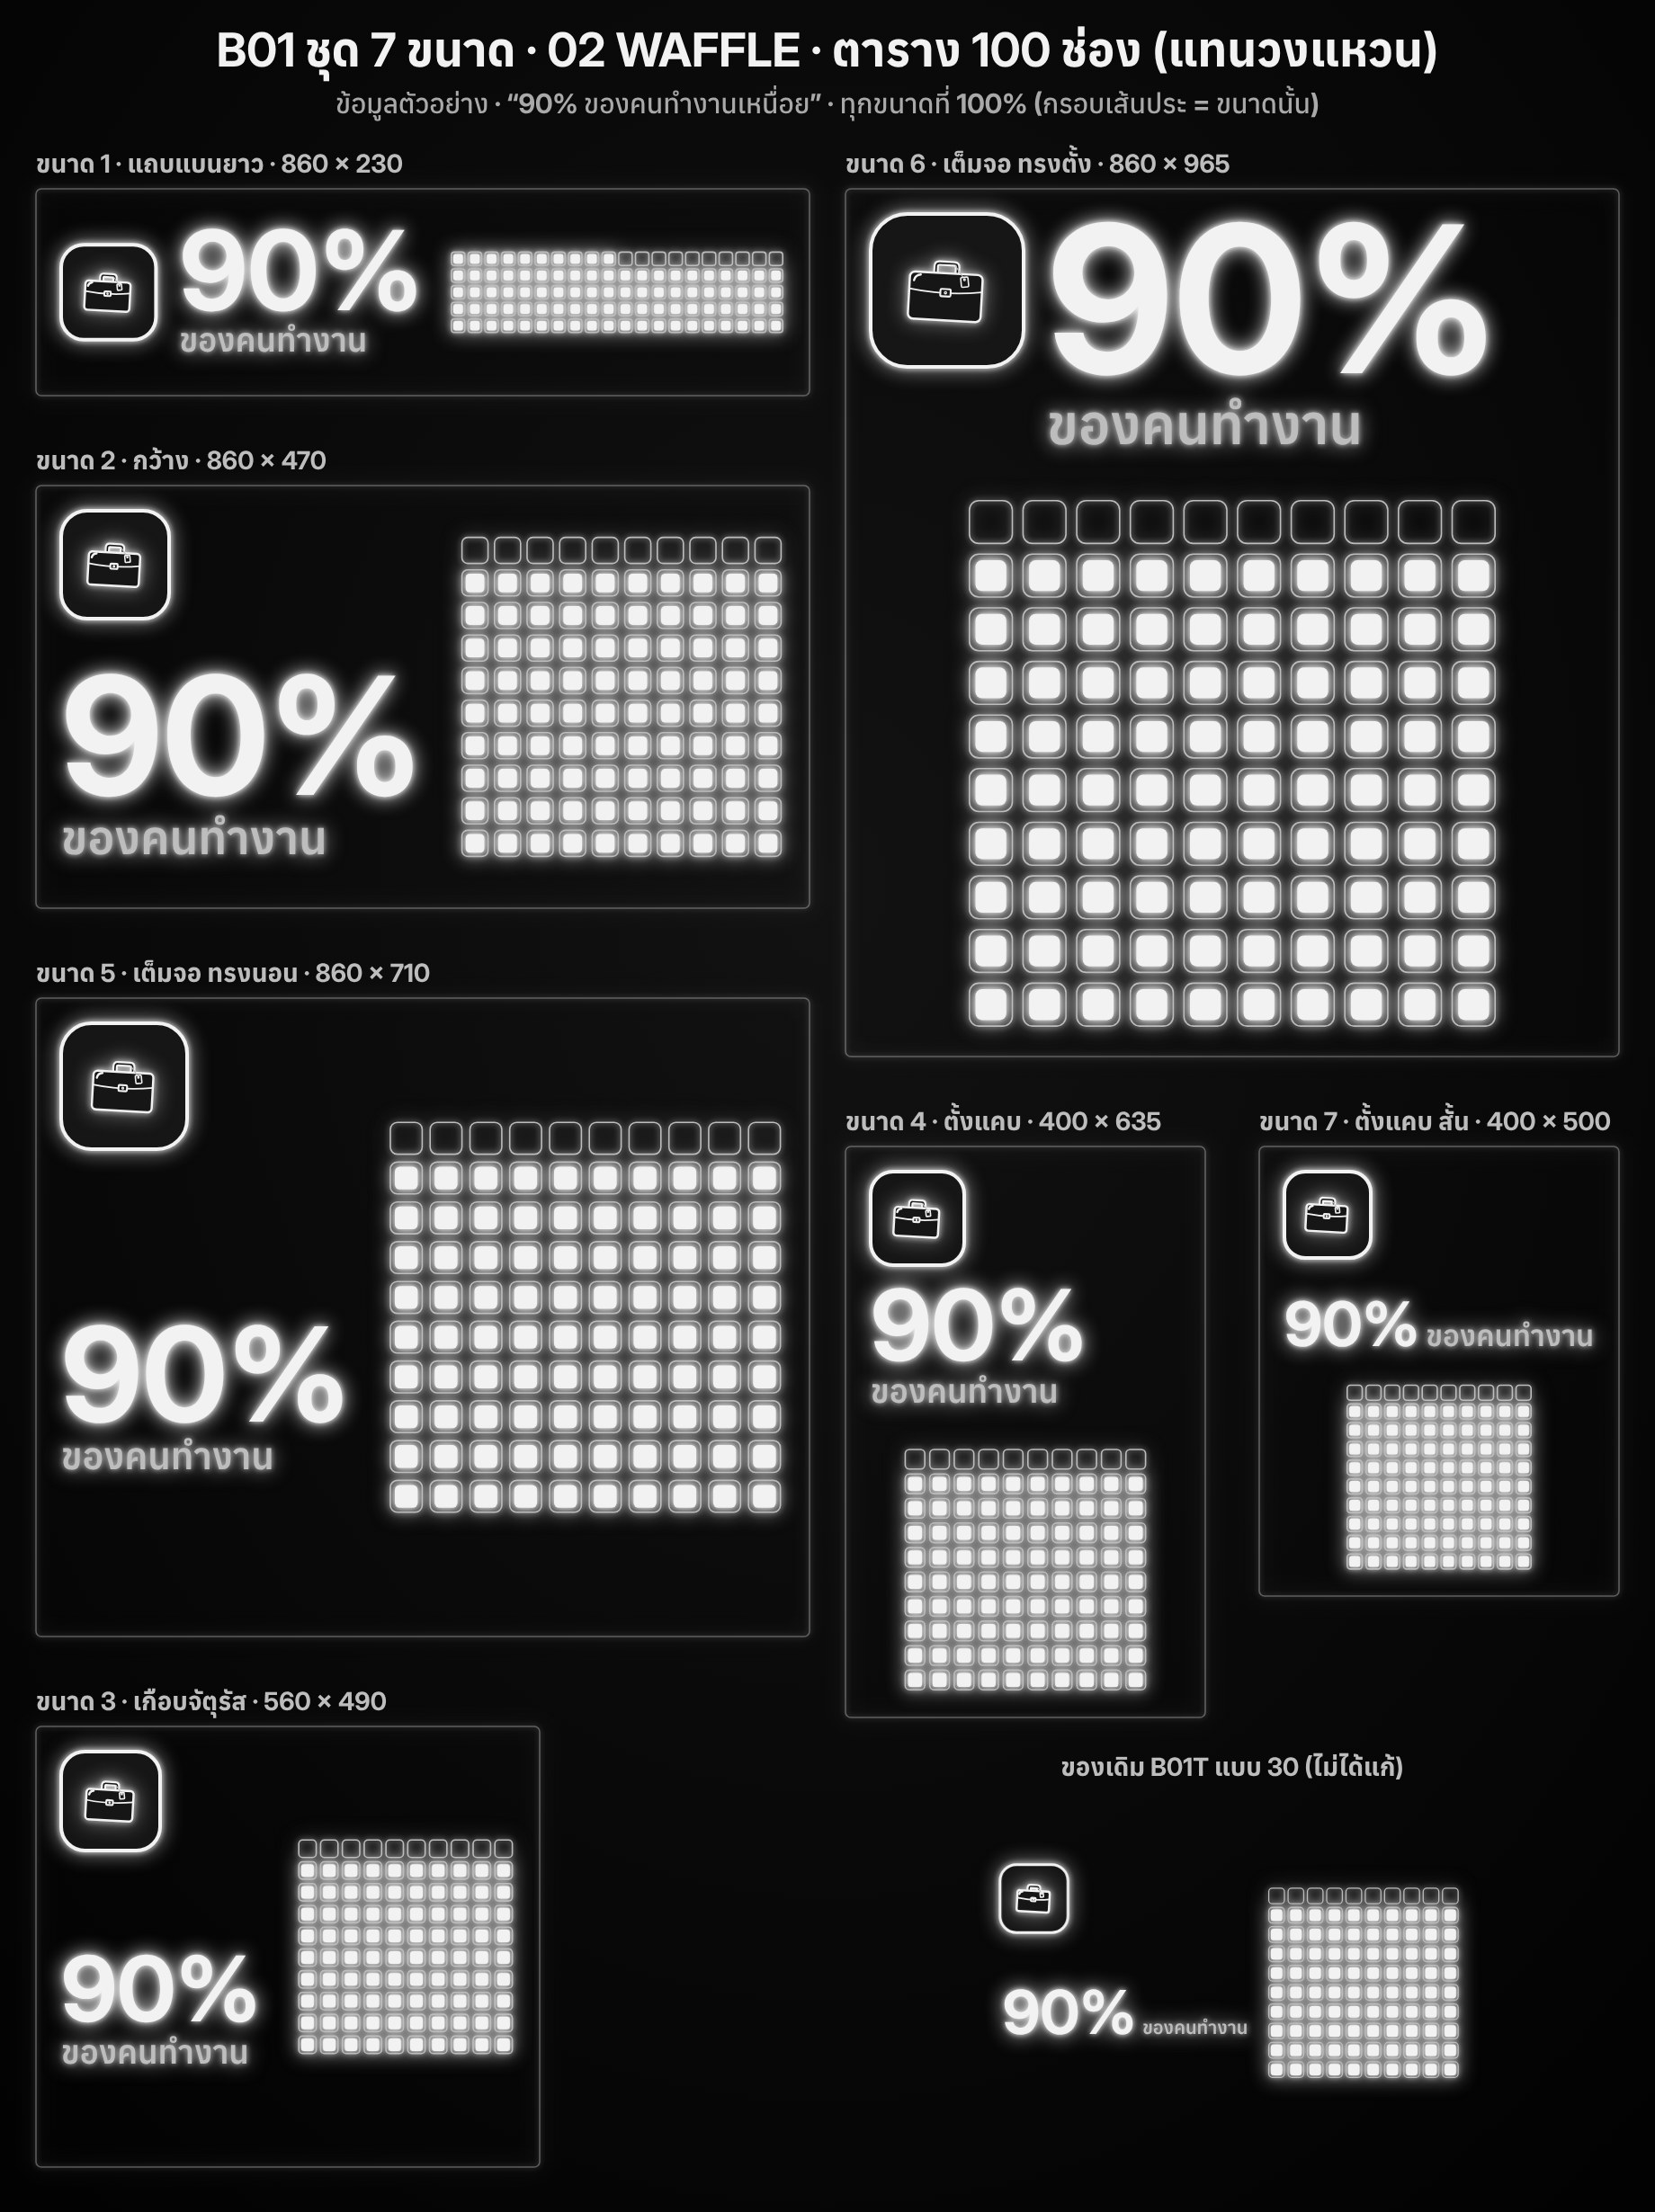 B01 ชุด 7 ขนาด · 02 WAFFLE · ตาราง 100 ช่อง (แทนวงแหวน)
ข้อมูลตัวอย่าง · “90% ของคนทำงานเหนื่อย” · ทุกขนาดที่ 100% (กรอบเส้นประ = ขนาดนั้น)
ขนาด 1 · แถบแบนยาว · 860 × 230
90%
ของคนทำงาน
ขนาด 2 · กว้าง · 860 × 470
90%
ของคนทำงาน
ขนาด 5 · เต็มจอ ทรงนอน · 860 × 710
90%
ของคนทำงาน
ขนาด 3 · เกือบจัตุรัส · 560 × 490
90%
ของคนทำงาน
ขนาด 6 · เต็มจอ ทรงตั้ง · 860 × 965
90%
ของคนทำงาน
ขนาด 4 · ตั้งแคบ · 400 × 635
90%
ของคนทำงาน
ขนาด 7 · ตั้งแคบ สั้น · 400 × 500
90% ของคนทำงาน
ของเดิม B01T แบบ 30 (ไม่ได้แก้)
90% ของคนทำงาน